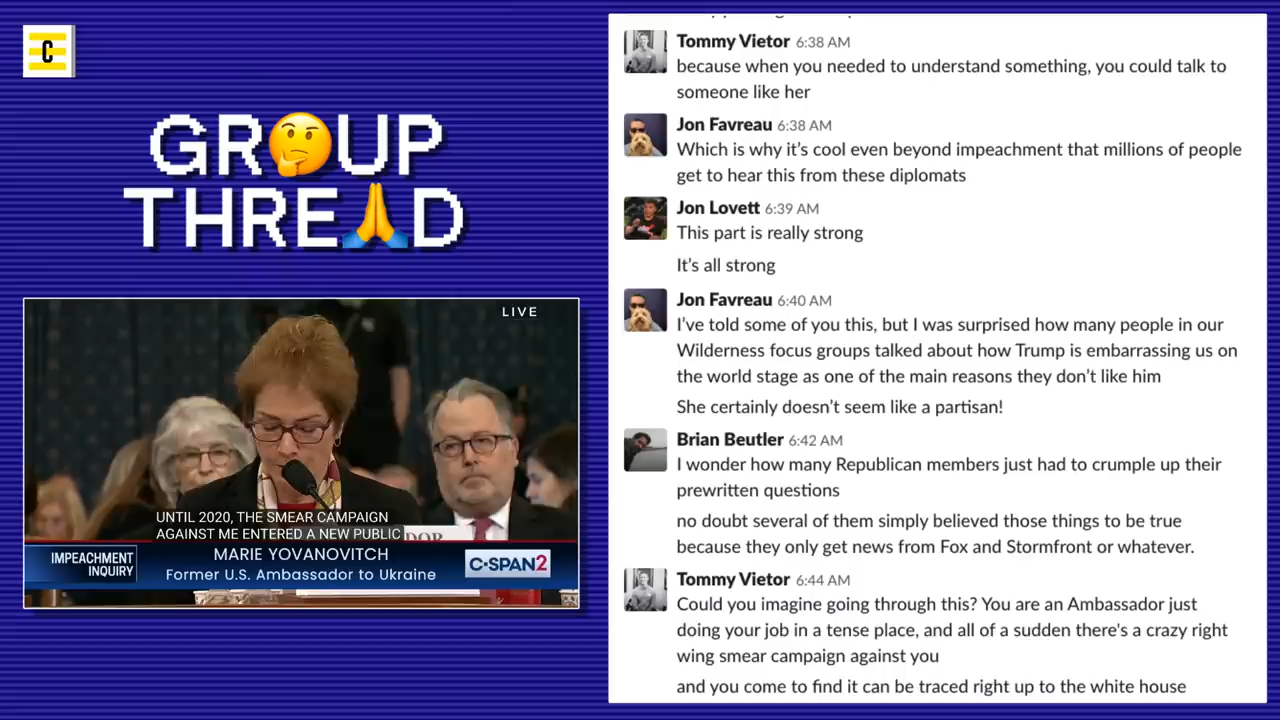 C
GROUP
THREAD
LIVE
UNTIL 2020, THE SMEAR CAMPAIGN
AGAINST ME ENTERED A NEW PUBLIC
IMPEACHMENT
INQUIRY
MARIE YOVANOVITCH
Former U.S. Ambassador to Ukraine
C-SPAN2
Tommy Vietor 6:38 AM
because when you needed to understand something, you could talk to
someone like her
Jon Favreau 6:38 AM
Which is why it's cool even beyond impeachment that millions of people
get to hear this from these diplomats
Jon Lovett 6:39 AM
This part is really strong
It's all strong
Jon Favreau 6:40 AM
I've told some of you this, but I was surprised how many people in our
Wilderness focus groups talked about how Trump is embarrassing us on
the world stage as one of the main reasons they don't like him
She certainly doesn't seem like a partisan!
Brian Beutler 6:42 AM
I wonder how many Republican members just had to crumple up their
prewritten questions
no doubt several of them simply believed those things to be true
because they only get news from Fox and Stormfront or whatever.
Tommy Vietor 6:44 AM
Could you imagine going through this? You are an Ambassador just
doing your job in a tense place, and all of a sudden there's a crazy right
wing smear campaign against you
and you come to find it can be traced right up to the white house